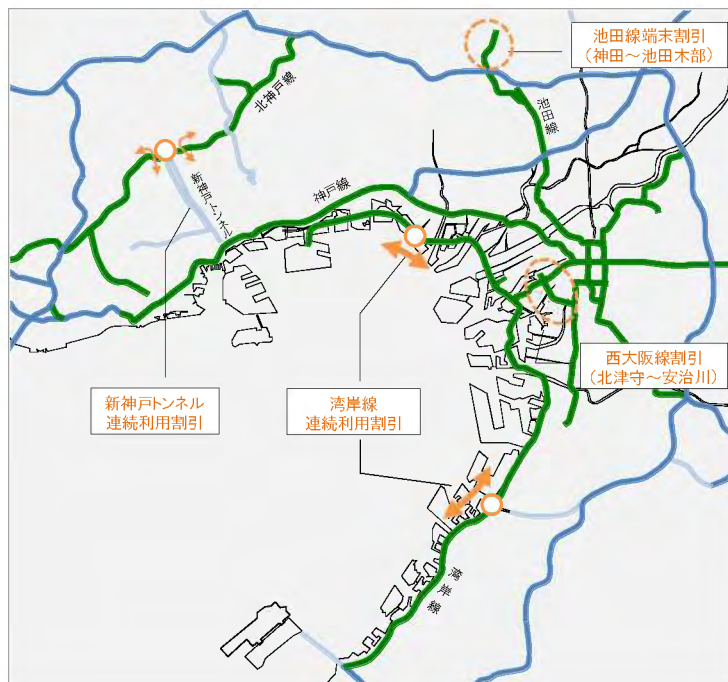 池田線端末割引
（神田～池田木部）
北神戸線
池田線
新神戸トンネル
神戸線
西大阪線割引
（北津守～安治川）
新神戸トンネル
連続利用割引
湾岸線
連続利用割引
湾岸線